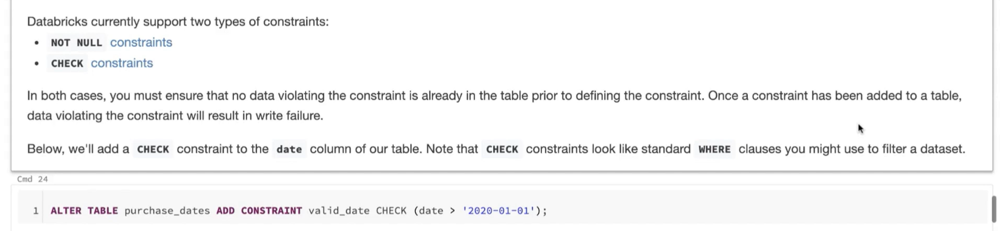 Databricks currently support two types of constraints:
• NOT NULL constraints
• CHECK constraints
In both cases, you must ensure that no data violating the constraint is already in the table prior to defining the constraint. Once a constraint has been added to a table,
data violating the constraint will result in write failure.
Below, we'll add a CHECK constraint to the date column of our table. Note that CHECK constraints look like standard WHERE clauses you might use to filter a dataset.
Cmd 24
1 ALTER TABLE purchase_dates ADD CONSTRAINT valid_date CHECK (date > '2020-01-01');